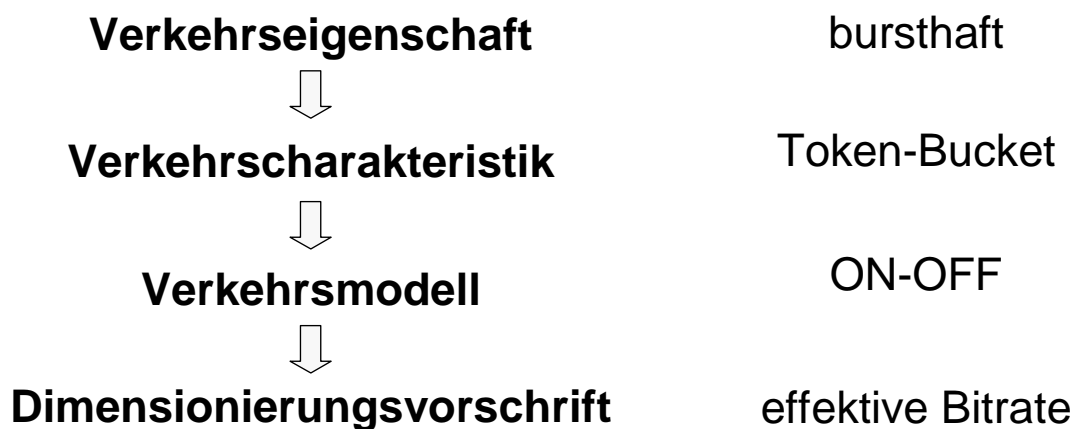 Verkehrseigenschaft bursthaft
Verkehrscharakteristik Token-Bucket
Verkehrsmodell ON-OFF
Dimensionierungsvorschrift effektive Bitrate